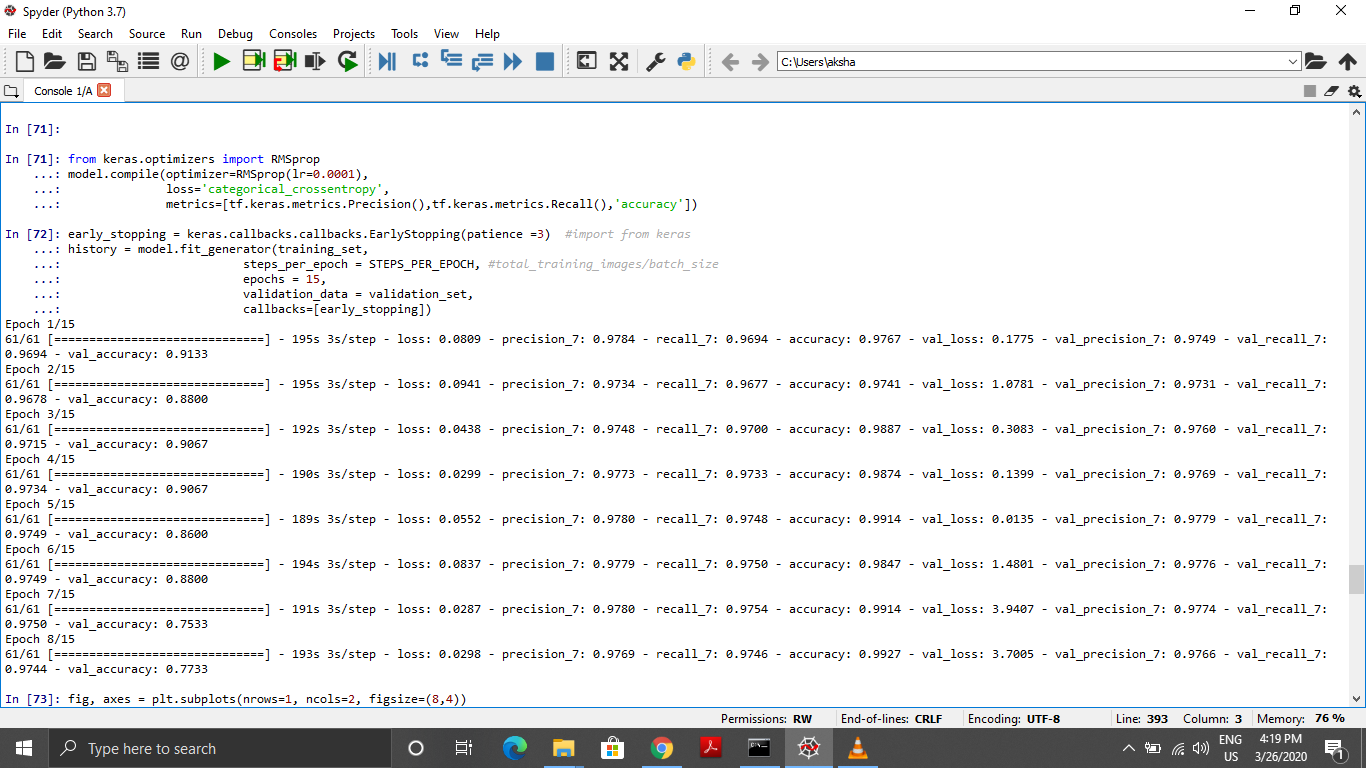 Spyder (Python 3.7)
File Edit Search Source Run Debug Consoles Projects Tools View Help
C:\Users\aksha
Console 1/A
In [71]:
In [71]: from keras.optimizers import RMSprop
...: model.compile(optimizer=RMSprop(lr=0.0001),
...: loss='categorical_crossentropy',
...: metrics=[tf.keras.metrics.Precision(),tf.keras.metrics.Recall(),'accuracy'])
In [72]: early_stopping = keras.callbacks.callbacks.EarlyStopping(patience =3) #import from keras
...: history = model.fit_generator(training_set,
...: steps_per_epoch = STEPS_PER_EPOCH, #total_training_images/batch_size
...: epochs = 15,
...: validation_data = validation_set,
...: callbacks=[early_stopping])
Epoch 1/15
61/61 [==============================] - 195s 3s/step - loss: 0.0809 - precision_7: 0.9784 - recall_7: 0.9694 - accuracy: 0.9767 - val_loss: 0.1775 - val_precision_7: 0.9749 - val_recall_7:
0.9694 - val_accuracy: 0.9133
Epoch 2/15
61/61 [==============================] - 195s 3s/step - loss: 0.0941 - precision_7: 0.9734 - recall_7: 0.9677 - accuracy: 0.9741 - val_loss: 1.0781 - val_precision_7: 0.9731 - val_recall_7:
0.9678 - val_accuracy: 0.8800
Epoch 3/15
61/61 [==============================] - 192s 3s/step - loss: 0.0438 - precision_7: 0.9748 - recall_7: 0.9700 - accuracy: 0.9887 - val_loss: 0.3083 - val_precision_7: 0.9760 - val_recall_7:
0.9715 - val_accuracy: 0.9067
Epoch 4/15
61/61 [==============================] - 190s 3s/step - loss: 0.0299 - precision_7: 0.9773 - recall_7: 0.9733 - accuracy: 0.9874 - val_loss: 0.1399 - val_precision_7: 0.9769 - val_recall_7:
0.9734 - val_accuracy: 0.9067
Epoch 5/15
61/61 [==============================] - 189s 3s/step - loss: 0.0552 - precision_7: 0.9780 - recall_7: 0.9748 - accuracy: 0.9914 - val_loss: 0.0135 - val_precision_7: 0.9779 - val_recall_7:
0.9749 - val_accuracy: 0.8600
Epoch 6/15
61/61 [==============================] - 194s 3s/step - loss: 0.0837 - precision_7: 0.9779 - recall_7: 0.9750 - accuracy: 0.9847 - val_loss: 1.4801 - val_precision_7: 0.9776 - val_recall_7:
0.9749 - val_accuracy: 0.8800
Epoch 7/15
61/61 [==============================] - 191s 3s/step - loss: 0.0287 - precision_7: 0.9780 - recall_7: 0.9754 - accuracy: 0.9914 - val_loss: 3.9407 - val_precision_7: 0.9774 - val_recall_7:
0.9750 - val_accuracy: 0.7533
Epoch 8/15
61/61 [==============================] - 193s 3s/step - loss: 0.0298 - precision_7: 0.9769 - recall_7: 0.9746 - accuracy: 0.9927 - val_loss: 3.7005 - val_precision_7: 0.9766 - val_recall_7:
0.9744 - val_accuracy: 0.7733
In [73]: fig, axes = plt.subplots(nrows=1, ncols=2, figsize=(8,4))
Permissions: RW End-of-lines: CRLF Encoding: UTF-8 Line: 393 Column: 3 Memory: 76 %
Type here to search
ENG
US
4:19 PM
3/26/2020
1